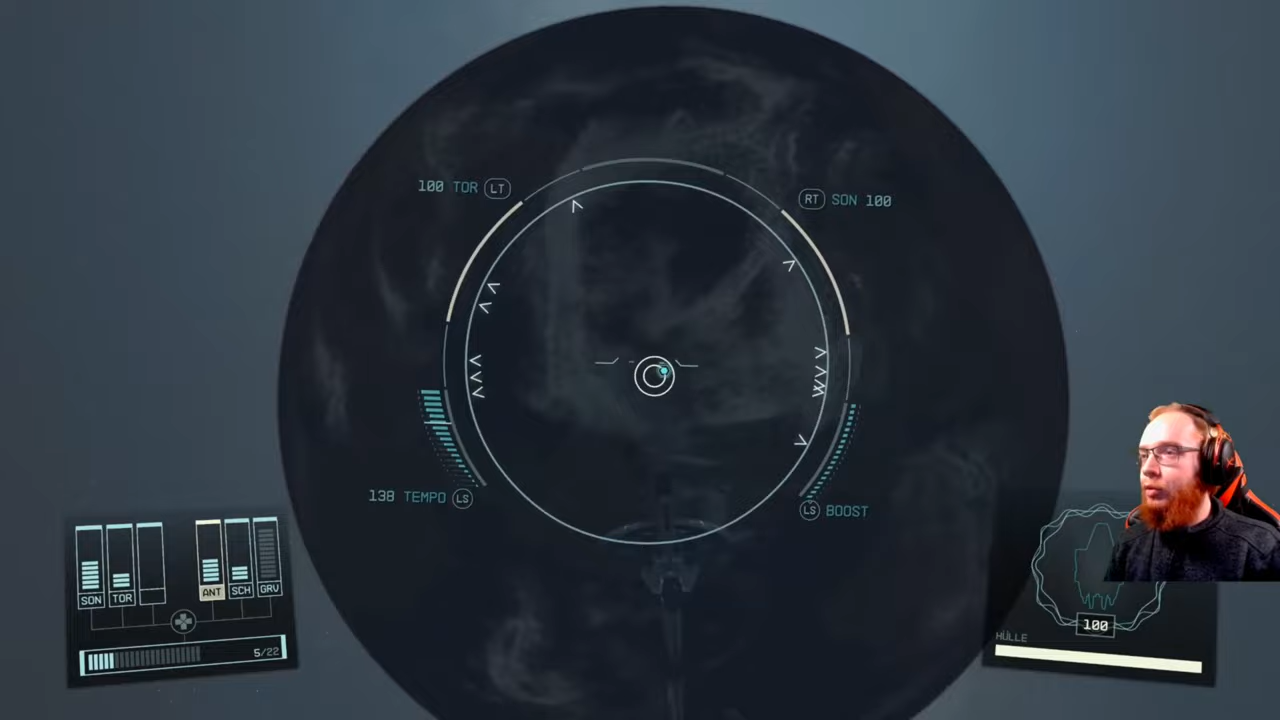 100 TOR LT
RT SON 100
138 TEMPO LS
LS BOOST
SON TOR ANT SCH GRV
5/22
100
HÜLLE